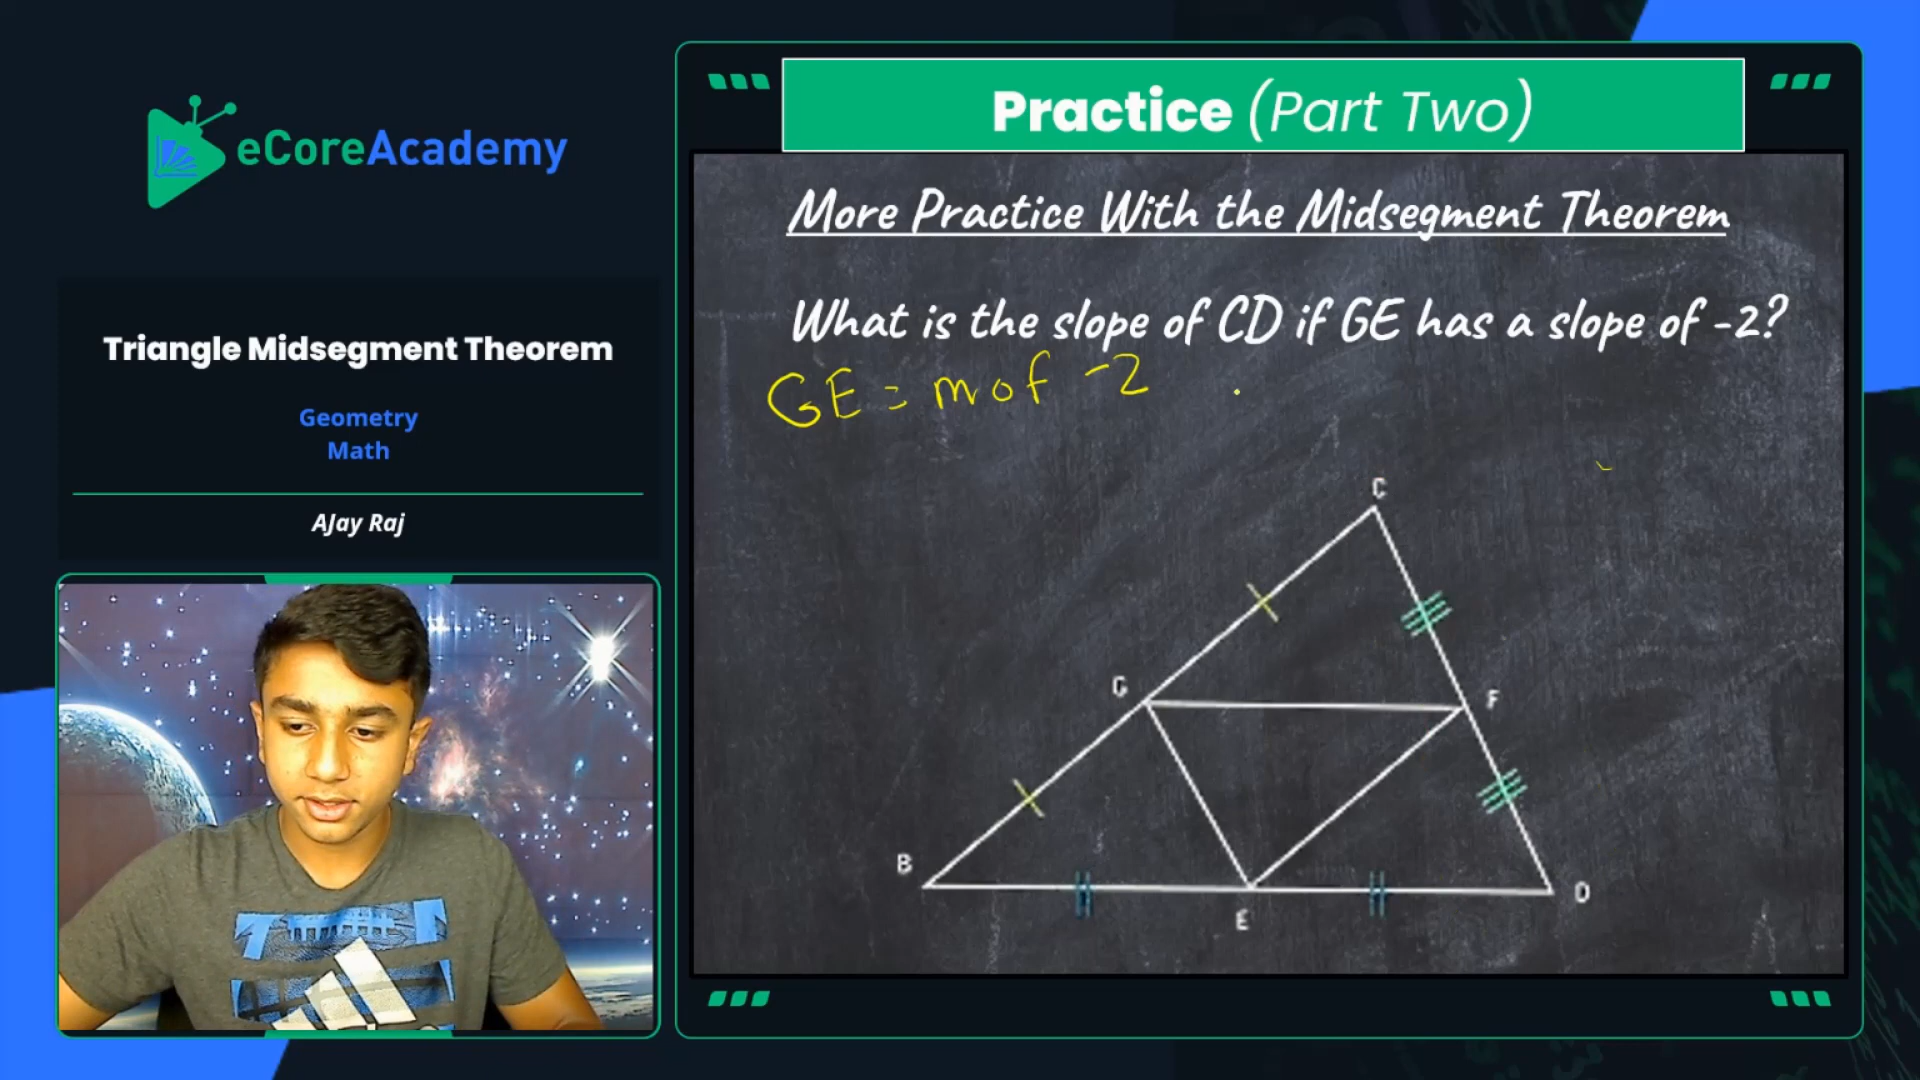 eCoreAcademy
Triangle Midsegment Theorem
Geometry
Math
AJay Raj
Practice (Part Two)
More Practice With the Midsegment Theorem
What is the slope of CD if GE has a slope of -2?
GE = m of -2
C
G
F
B
E
D